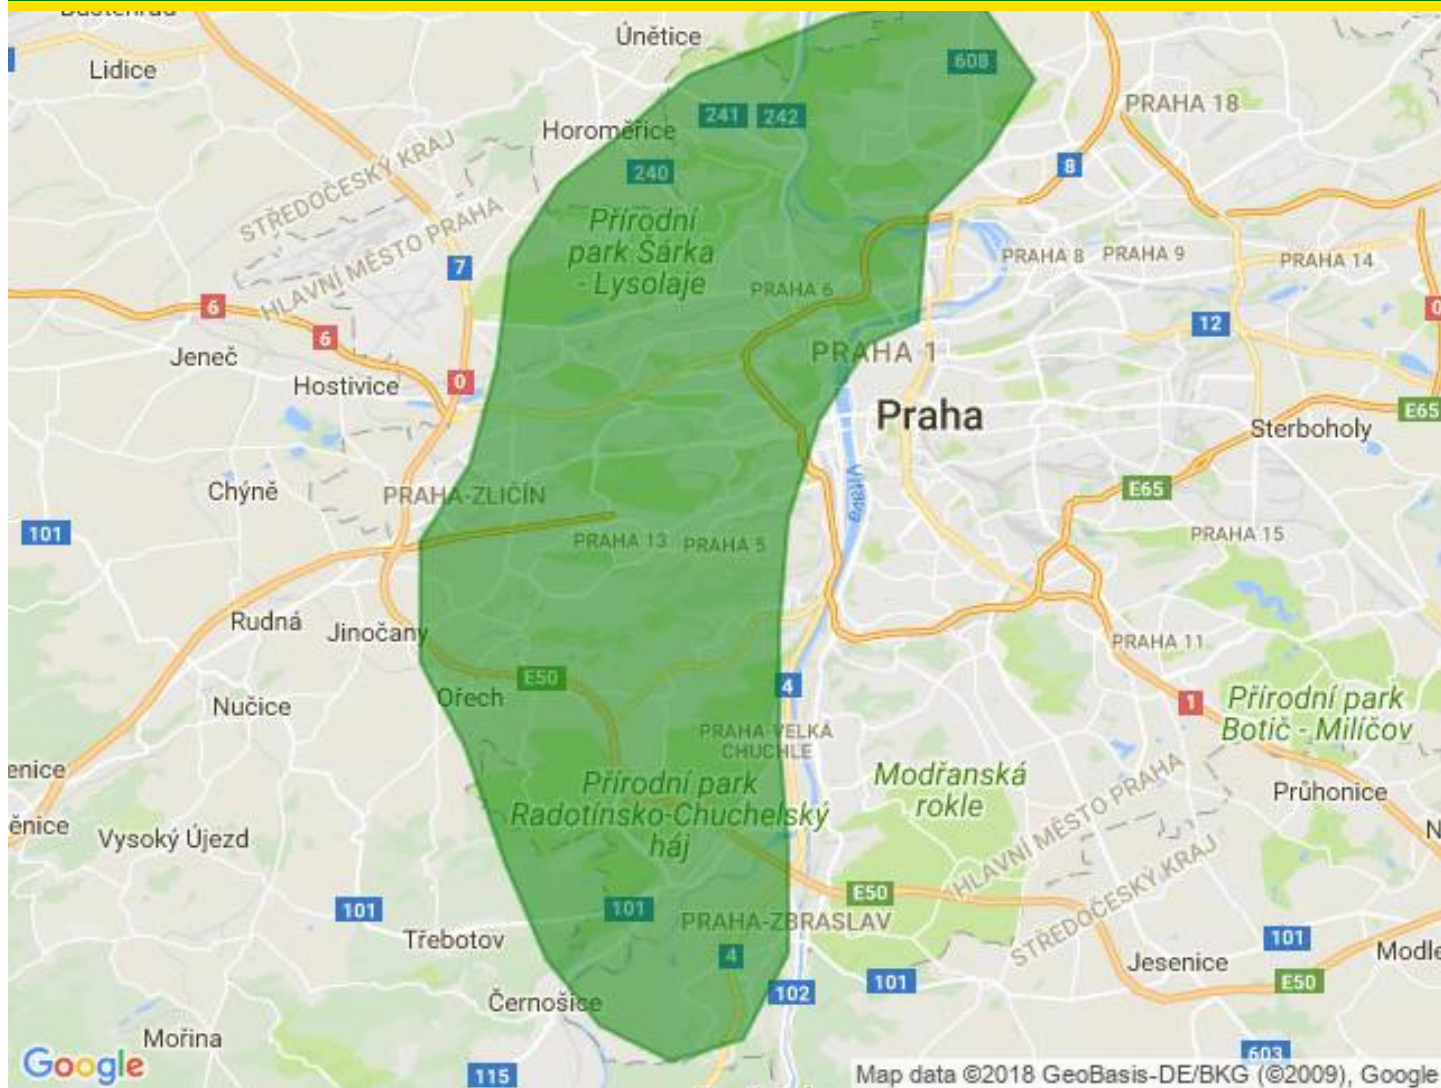 Únětice
608
Lidice
PRAHA 18
241
242
Horoměřice
8
240
STŘEDOČESKÝ KRAJ
HLAVNÍ MĚSTO PRAHA
Přírodní
park Šárka
- Lysolaje
PRAHA 8
PRAHA 9
PRAHA 14
7
PRAHA 6
6
6
0
12
Jeneč
PRAHA 1
Hostivice
0
Praha
E65
Sterboholy
Chýně
PRAHA-ZLIČÍN
E65
Vltava
101
PRAHA 13
PRAHA 5
PRAHA 15
Rudná
Jinočany
PRAHA 11
E50
4
Ořech
Nučice
1
Přírodní park
Botič - Milíčov
PRAHA-VELKÁ
CHUCHLE
enice
Přírodní park
Radotínsko-Chuchelský
háj
Modřanská
rokle
HLAVNÍ MĚSTO PRAHA
STŘEDOČESKÝ KRAJ
Průhonice
ěnice
Vysoký Újezd
N
E50
101
101
PRAHA-ZBRASLAV
Třebotov
101
Modle
4
Jesenice
101
E50
102
Černošice
Mořina
603
Google
115
Map data ©2018 GeoBasis-DE/BKG (©2009), Google